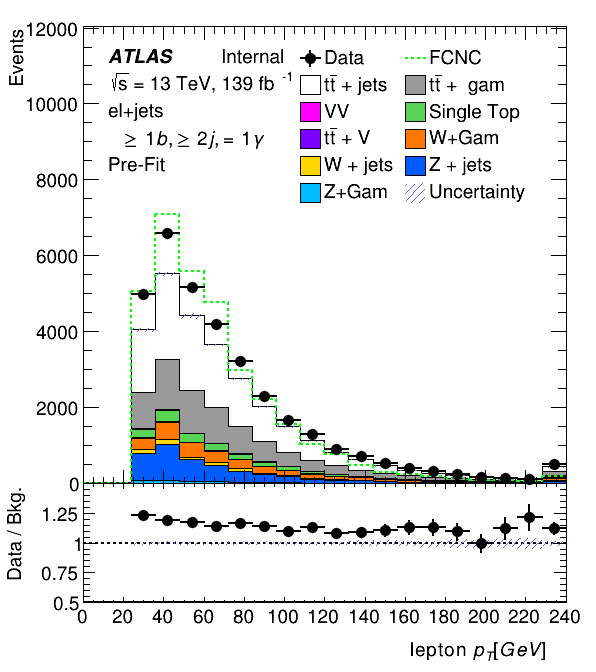 Events
12000
10000
8000
6000
4000
2000
0
ATLAS Internal
√s = 13 TeV, 139 fb⁻¹
el+jets
≥ 1b, ≥ 2j, = 1γ
Pre-Fit
Data FCNC
tt̄ + jets tt̄ + gam
VV Single Top
tt̄ + V W+Gam
W + jets Z + jets
Z+Gam Uncertainty
Data / Bkg.
1.25
1
0.75
0.5
0 20 40 60 80 100 120 140 160 180 200 220 240
lepton p_T[GeV]